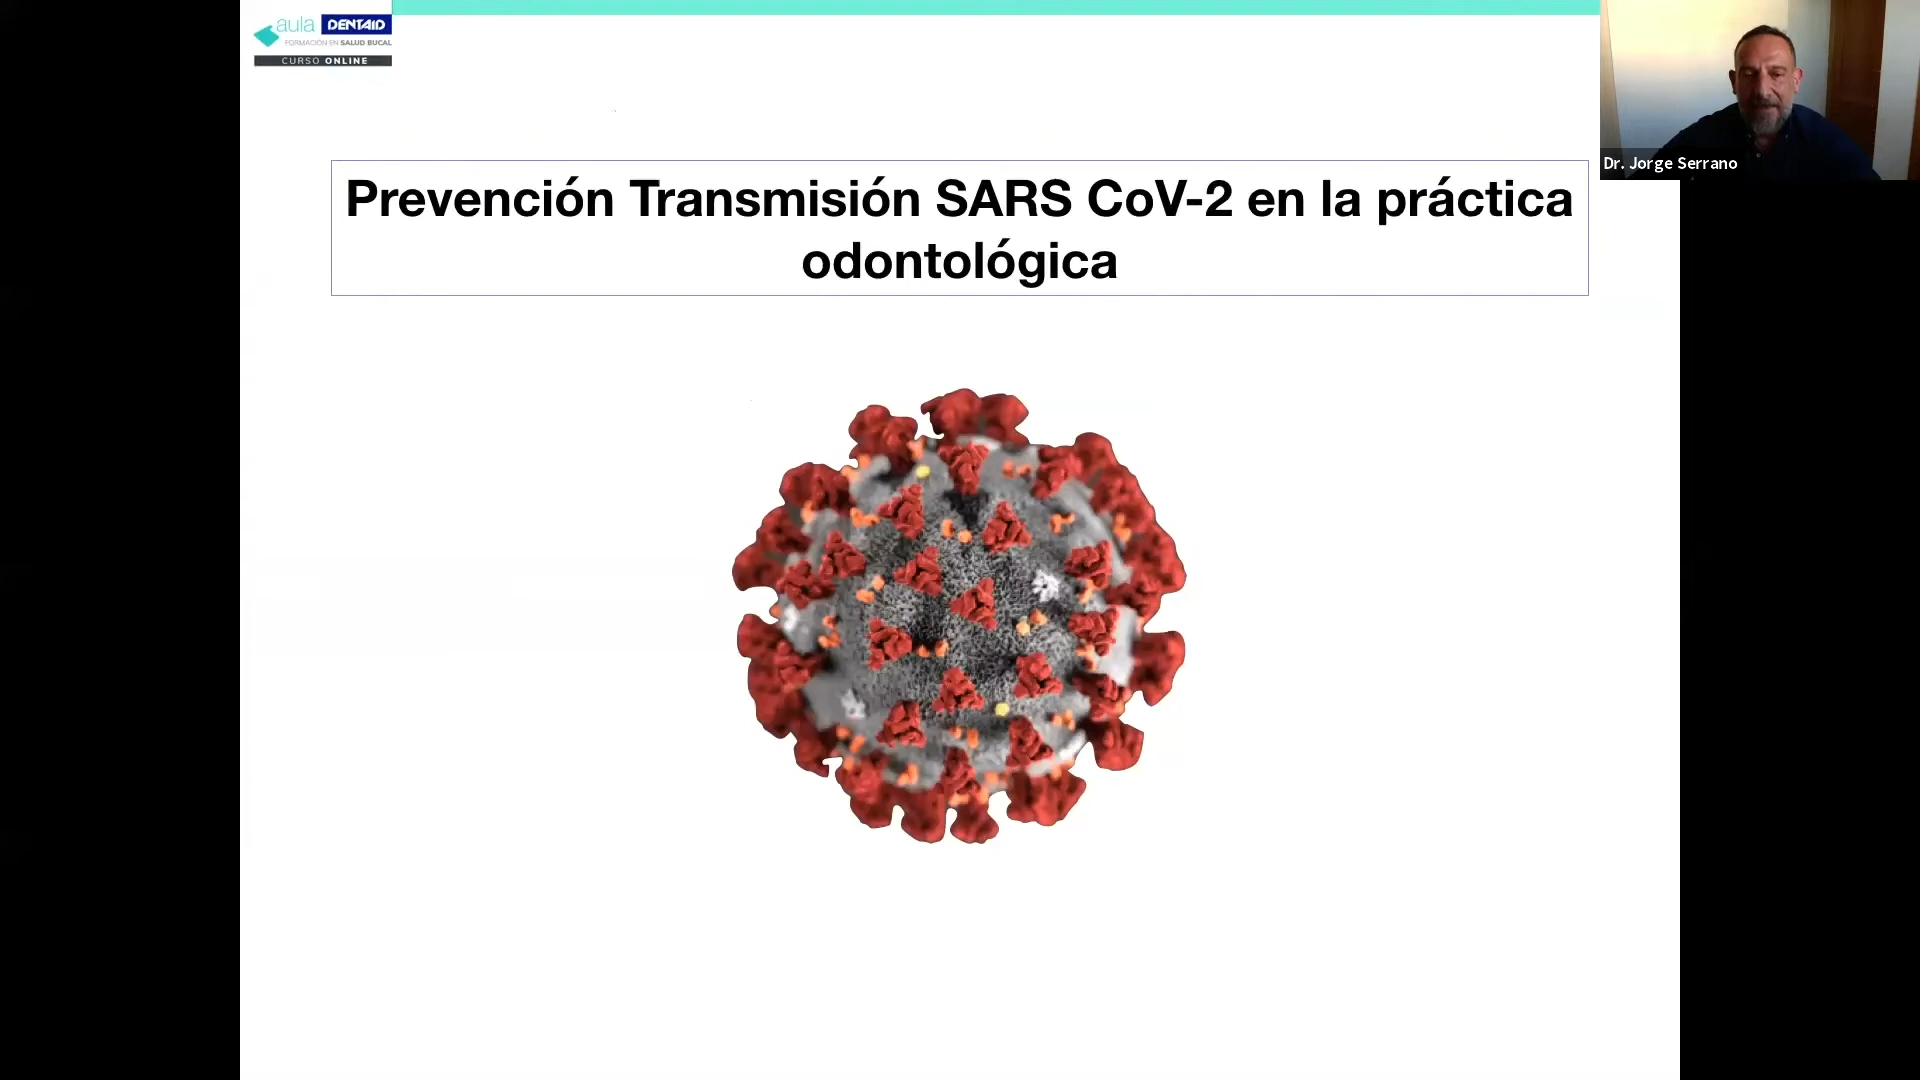 aula DENTAID
FORMACIÓN EN SALUD BUCAL
CURSO ONLINE
Dr. Jorge Serrano
Prevención Transmisión SARS CoV-2 en la práctica
odontológica